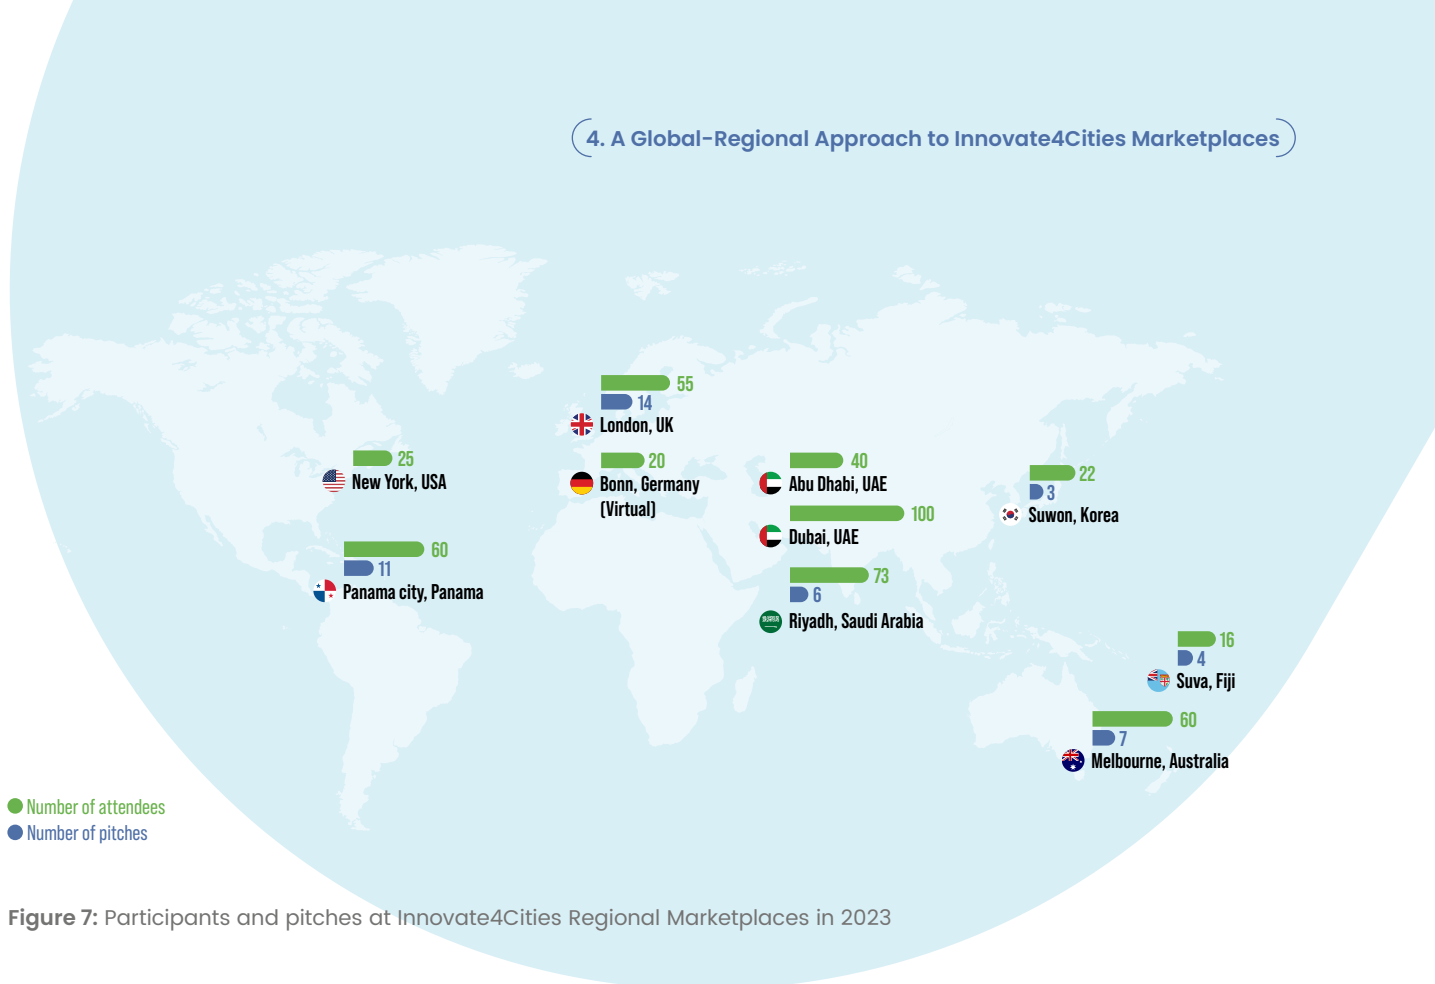 4. A Global-Regional Approach to Innovate4Cities Marketplaces
55
14
London, UK
25
New York, USA
20
Bonn, Germany
(Virtual)
40
Abu Dhabi, UAE
100
Dubai, UAE
22
3
Suwon, Korea
60
11
Panama city, Panama
73
6
Riyadh, Saudi Arabia
16
4
Suva, Fiji
60
7
Melbourne, Australia
Number of attendees
Number of pitches
Figure 7: Participants and pitches at Innovate4Cities Regional Marketplaces in 2023